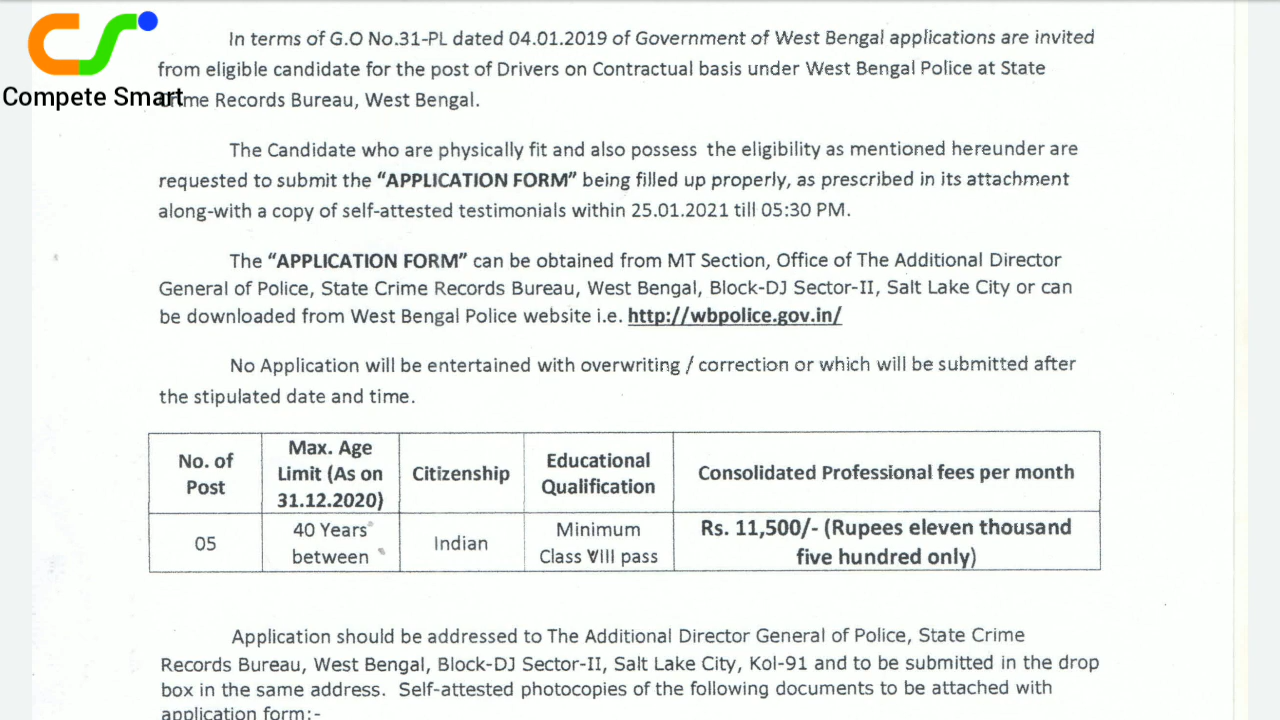 In terms of G.O No.31-PL dated 04.01.2019 of Government of West Bengal applications are invited
from eligible candidate for the post of Drivers on Contractual basis under West Bengal Police at State
Compete Smart
Crime Records Bureau, West Bengal.
The Candidate who are physically fit and also possess the eligibility as mentioned hereunder are
requested to submit the “APPLICATION FORM” being filled up properly, as prescribed in its attachment
along-with a copy of self-attested testimonials within 25.01.2021 till 05:30 PM.
The “APPLICATION FORM” can be obtained from MT Section, Office of The Additional Director
General of Police, State Crime Records Bureau, West Bengal, Block-DJ Sector-II, Salt Lake City or can
be downloaded from West Bengal Police website i.e. http://wbpolice.gov.in/
No Application will be entertained with overwriting / correction or which will be submitted after
the stipulated date and time.
No. of
Post
Max. Age
Limit (As on
31.12.2020)
Citizenship
Educational
Qualification
Consolidated Professional fees per month
05
40 Years
between
Indian
Minimum
Class VIII pass
Rs. 11,500/- (Rupees eleven thousand
five hundred only)
Application should be addressed to The Additional Director General of Police, State Crime
Records Bureau, West Bengal, Block-DJ Sector-II, Salt Lake City, Kol-91 and to be submitted in the drop
box in the same address. Self-attested photocopies of the following documents to be attached with
application form:-